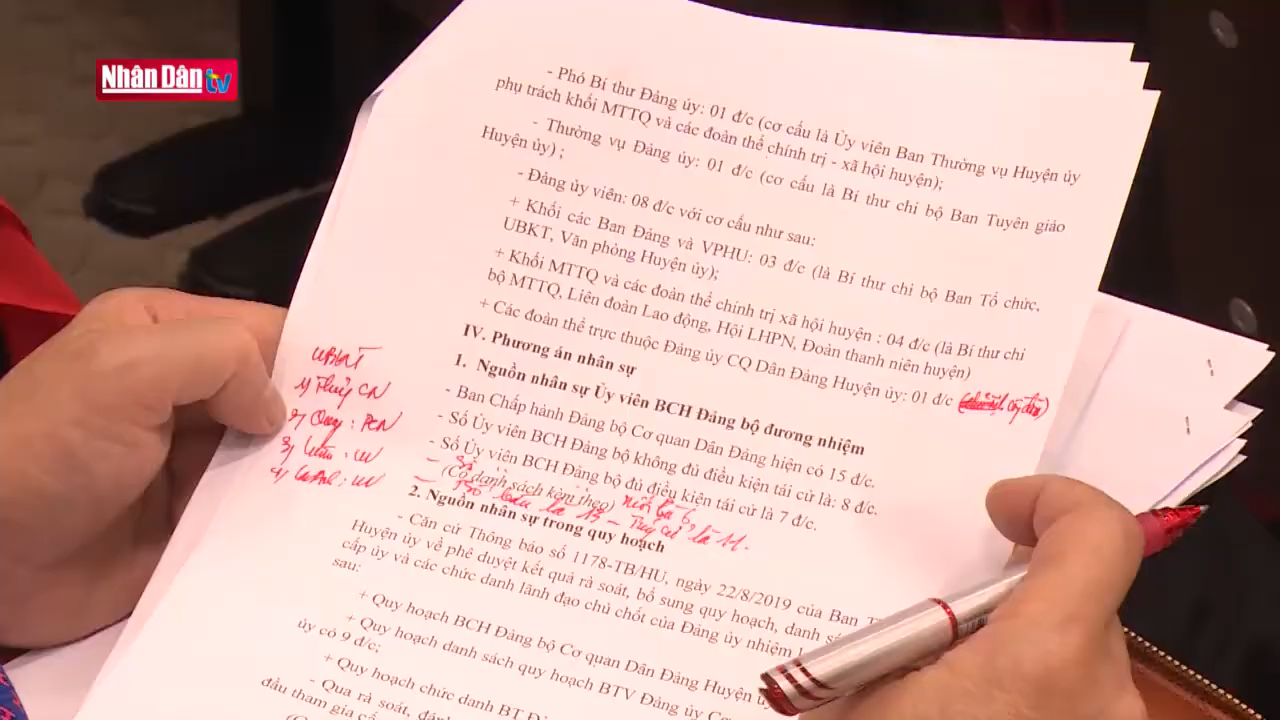 Nhân Dân tv
- Phó Bí thư Đảng ủy: 01 đ/c (cơ cấu là Ủy viên Ban Thường vụ Huyện ủy
phụ trách khối MTTQ và các đoàn thể chính trị - xã hội huyện);
- Thường vụ Đảng ủy: 01 đ/c (cơ cấu là Bí thư chi bộ Ban Tuyên giáo
Huyện ủy) ;
- Đảng ủy viên: 08 đ/c với cơ cấu như sau:
+ Khối các Ban Đảng và VPHU: 03 đ/c (là Bí thư chi bộ Ban Tổ chức,
UBKT, Văn phòng Huyện ủy);
+ Khối MTTQ và các đoàn thể chính trị xã hội huyện : 04 đ/c (là Bí thư chi
bộ MTTQ, Liên đoàn Lao động, Hội LHPN, Đoàn thanh niên huyện)
+ Các đoàn thể trực thuộc Đảng ủy CQ Dân Đảng Huyện ủy: 01 đ/c
IV. Phương án nhân sự
1. Nguồn nhân sự Ủy viên BCH Đảng bộ đương nhiệm
- Ban Chấp hành Đảng bộ Cơ quan Dân Đảng hiện có 15 đ/c.
- Số Ủy viên BCH Đảng bộ không đủ điều kiện tái cử là: 8 đ/c.
- Số Ủy viên BCH Đảng bộ đủ điều kiện tái cử là 7 đ/c.
(Có danh sách kèm theo)
2. Nguồn nhân sự trong quy hoạch
- Căn cứ Thông báo số 1178-TB/HU, ngày 22/8/2019 của Ban
Huyện ủy về phê duyệt kết quả rà soát, bổ sung quy hoạch, danh
cấp ủy và các chức danh lãnh đạo chủ chốt của Đảng ủy nhiệm
sau:
+ Quy hoạch BCH Đảng bộ Cơ quan Dân Đảng Huyện
ủy có 9 đ/c;
+ Quy hoạch danh sách quy hoạch BTV Đảng ủy
+ Quy hoạch chức danh BT
- Qua rà soát,
đầu tham gia
UBKT
1/ Thủy CN
2/ Quy : PCN